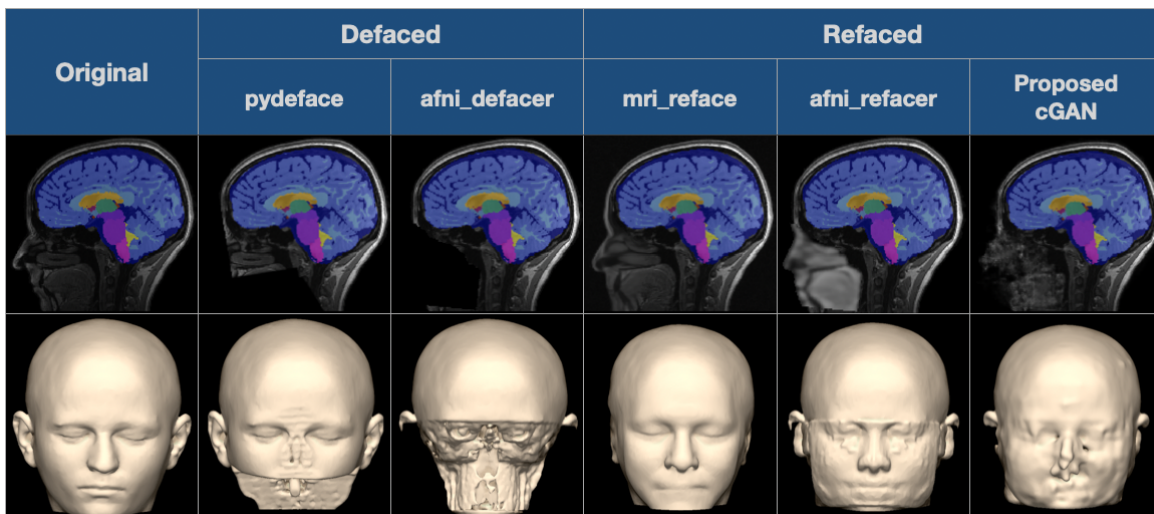 Original
Defaced
Refaced
pydeface
afni_defacer
mri_reface
afni_refacer
Proposed
cGAN